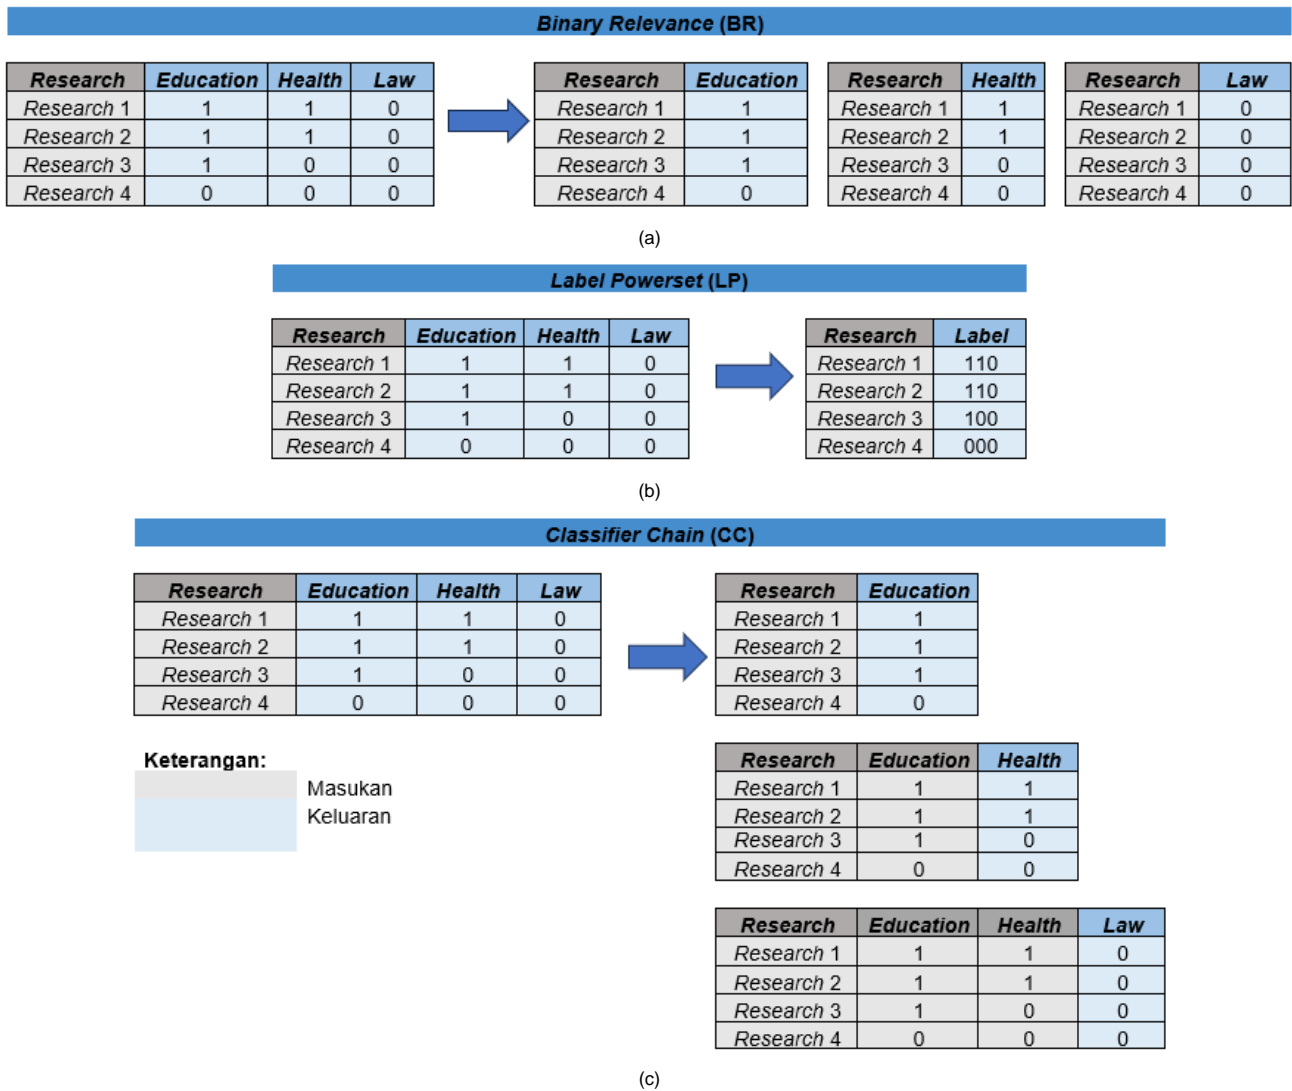 Binary Relevance (BR)
Research Education Health Law Research Education Research Health Research Law
Research 1 1 1 0 Research 1 1 Research 1 1 Research 1 0
Research 2 1 1 0 Research 2 1 Research 2 1 Research 2 0
Research 3 1 0 0 Research 3 1 Research 3 0 Research 3 0
Research 4 0 0 0 Research 4 0 Research 4 0 Research 4 0
(a)
Label Powerset (LP)
Research Education Health Law Research Label
Research 1 1 1 0 Research 1 110
Research 2 1 1 0 Research 2 110
Research 3 1 0 0 Research 3 100
Research 4 0 0 0 Research 4 000
(b)
Classifier Chain (CC)
Research Education Health Law Research Education
Research 1 1 1 0 Research 1 1
Research 2 1 1 0 Research 2 1
Research 3 1 0 0 Research 3 1
Research 4 0 0 0 Research 4 0
Keterangan:
Masukan
Keluaran
Research Education Health
Research 1 1 1
Research 2 1 1
Research 3 1 0
Research 4 0 0
Research Education Health Law
Research 1 1 1 0
Research 2 1 1 0
Research 3 1 0 0
Research 4 0 0 0
(c)